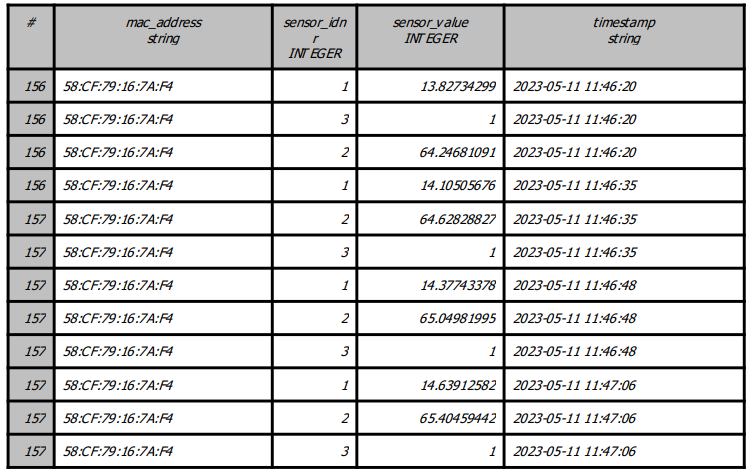 # mac_address sensor_idn sensor_value timestamp
string r INTEGER string
INTEGER
156 58:CF:79:16:7A:F4 1 13.82734299 2023-05-11 11:46:20
156 58:CF:79:16:7A:F4 3 1 2023-05-11 11:46:20
156 58:CF:79:16:7A:F4 2 64.24681091 2023-05-11 11:46:20
156 58:CF:79:16:7A:F4 1 14.10505676 2023-05-11 11:46:35
157 58:CF:79:16:7A:F4 2 64.62828827 2023-05-11 11:46:35
157 58:CF:79:16:7A:F4 3 1 2023-05-11 11:46:35
157 58:CF:79:16:7A:F4 1 14.37743378 2023-05-11 11:46:48
157 58:CF:79:16:7A:F4 2 65.04981995 2023-05-11 11:46:48
157 58:CF:79:16:7A:F4 3 1 2023-05-11 11:46:48
157 58:CF:79:16:7A:F4 1 14.63912582 2023-05-11 11:47:06
157 58:CF:79:16:7A:F4 2 65.40459442 2023-05-11 11:47:06
157 58:CF:79:16:7A:F4 3 1 2023-05-11 11:47:06